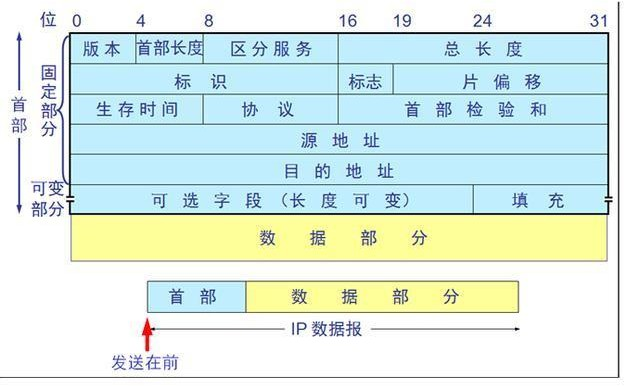 位 0 4 8 16 19 24 31
版本 首部长度 区分服务 总长度
标识 标志 片偏移
生存时间 协议 首部检验和
源地址
目的地址
可选字段（长度可变） 填充
首部
固定部分
可变部分
数据部分
首部 数据部分
IP 数据报
发送在前